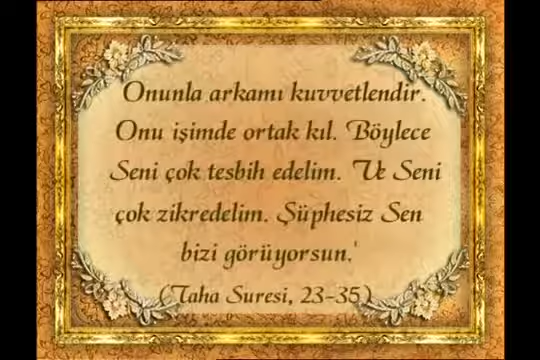 Onunla arkamı kuvvetlendir.
Onu işimde ortak kıl. Böylece
Seni çok tesbih edelim. Ve Seni
çok zikredelim. Şüphesiz Sen
bizi görüyorsun.'
(Taha Suresi, 23-35)